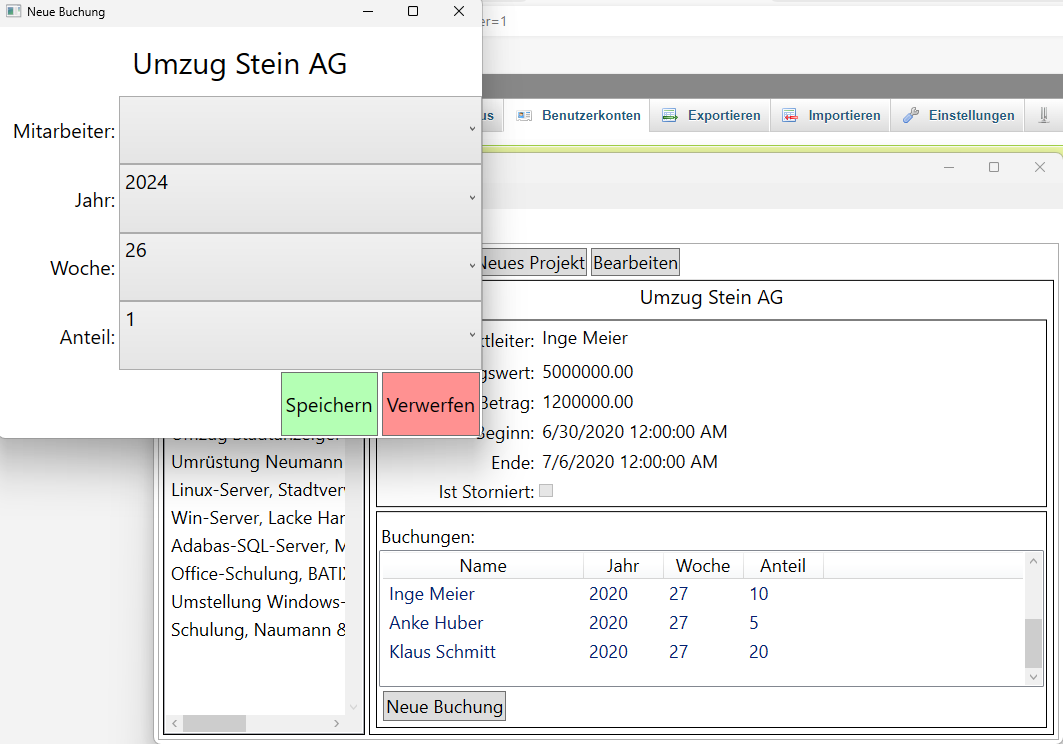 Neue Buchung
er=1
Umzug Stein AG
Mitarbeiter:
Jahr: 2024
Woche: 26
Anteil: 1
Speichern Verwerfen
us Benutzerkonten Exportieren Importieren Einstellungen
Neues Projekt Bearbeiten
Umzug Stein AG
ktleiter: Inge Meier
gswert: 5000000.00
Betrag: 1200000.00
Beginn: 6/30/2020 12:00:00 AM
Ende: 7/6/2020 12:00:00 AM
Ist Storniert:
Umzug Stadtanzeiger
Umrüstung Neumann
Linux-Server, Stadtver
Win-Server, Lacke Har
Adabas-SQL-Server, M
Office-Schulung, BATI
Umstellung Windows-
Schulung, Naumann &
Buchungen:
Name Jahr Woche Anteil
Inge Meier 2020 27 10
Anke Huber 2020 27 5
Klaus Schmitt 2020 27 20
Neue Buchung